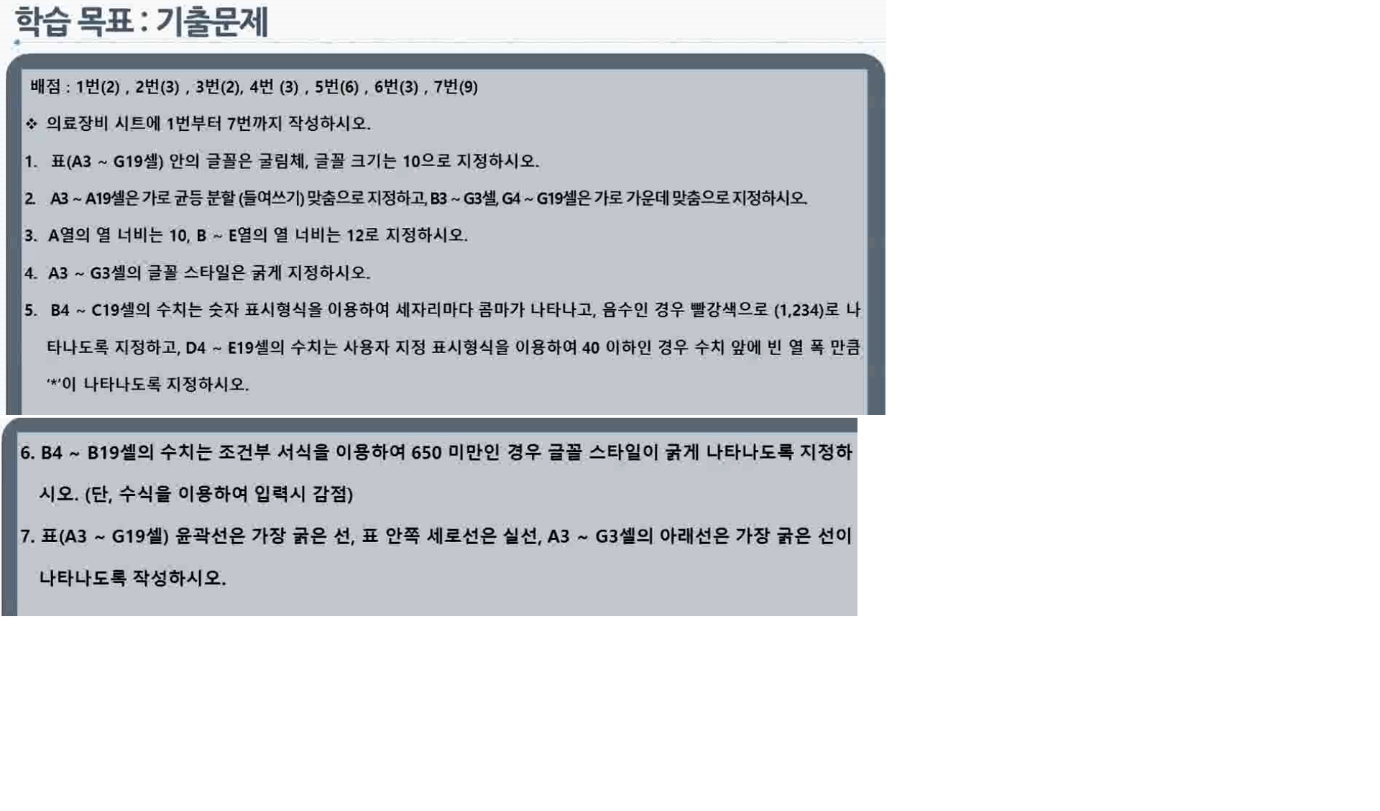 학습 목표 : 기출문제
배점 : 1번(2) , 2번(3) , 3번(2), 4번 (3) , 5번(6) , 6번(3) , 7번(9)
❖ 의료장비 시트에 1번부터 7번까지 작성하시오.
1. 표(A3 ~ G19셀) 안의 글꼴은 굴림체, 글꼴 크기는 10으로 지정하시오.
2. A3 ~ A19셀은 가로 균등 분할 (들여쓰기) 맞춤으로 지정하고, B3 ~ G3셀, G4 ~ G19셀은 가로 가운데 맞춤으로 지정하시오.
3. A열의 열 너비는 10, B ~ E열의 열 너비는 12로 지정하시오.
4. A3 ~ G3셀의 글꼴 스타일은 굵게 지정하시오.
5. B4 ~ C19셀의 수치는 숫자 표시형식을 이용하여 세자리마다 콤마가 나타나고, 음수인 경우 빨강색으로 (1,234)로 나
타나도록 지정하고, D4 ~ E19셀의 수치는 사용자 지정 표시형식을 이용하여 40 이하인 경우 수치 앞에 빈 열 폭 만큼
'*'이 나타나도록 지정하시오.
6. B4 ~ B19셀의 수치는 조건부 서식을 이용하여 650 미만인 경우 글꼴 스타일이 굵게 나타나도록 지정하
시오. (단, 수식을 이용하여 입력시 감점)
7. 표(A3 ~ G19셀) 윤곽선은 가장 굵은 선, 표 안쪽 세로선은 실선, A3 ~ G3셀의 아래선은 가장 굵은 선이
나타나도록 작성하시오.